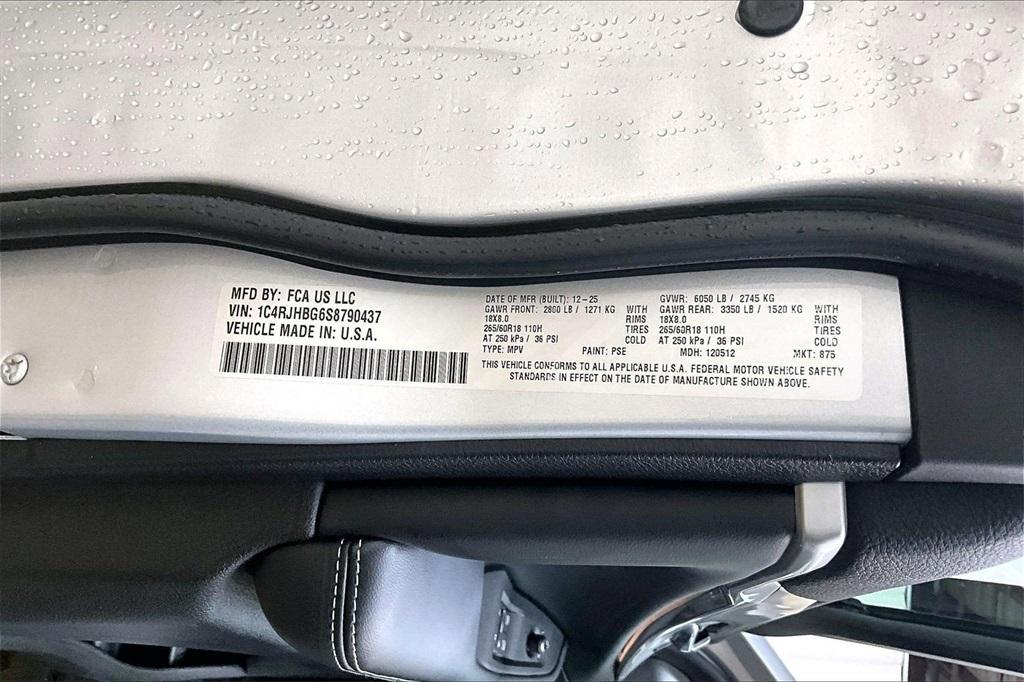 MFD BY: FCA US LLC
VIN: 1C4RJHBG6S8790437
VEHICLE MADE IN: U.S.A.
DATE OF MFR (BUILT): 12-25 GVWR: 6050 LB / 2745 KG
GAWR FRONT: 2800 LB / 1271 KG WITH GAWR REAR: 3350 LB / 1520 KG WITH
18X8.0 RIMS 18X8.0 RIMS
265/60R18 110H TIRES 265/60R18 110H TIRES
AT 250 kPa / 36 PSI COLD AT 250 kPa / 36 PSI COLD
TYPE: MPV PAINT: PSE MDH: 120512 MKT: 875
THIS VEHICLE CONFORMS TO ALL APPLICABLE U.S.A. FEDERAL MOTOR VEHICLE SAFETY
STANDARDS IN EFFECT ON THE DATE OF MANUFACTURE SHOWN ABOVE.